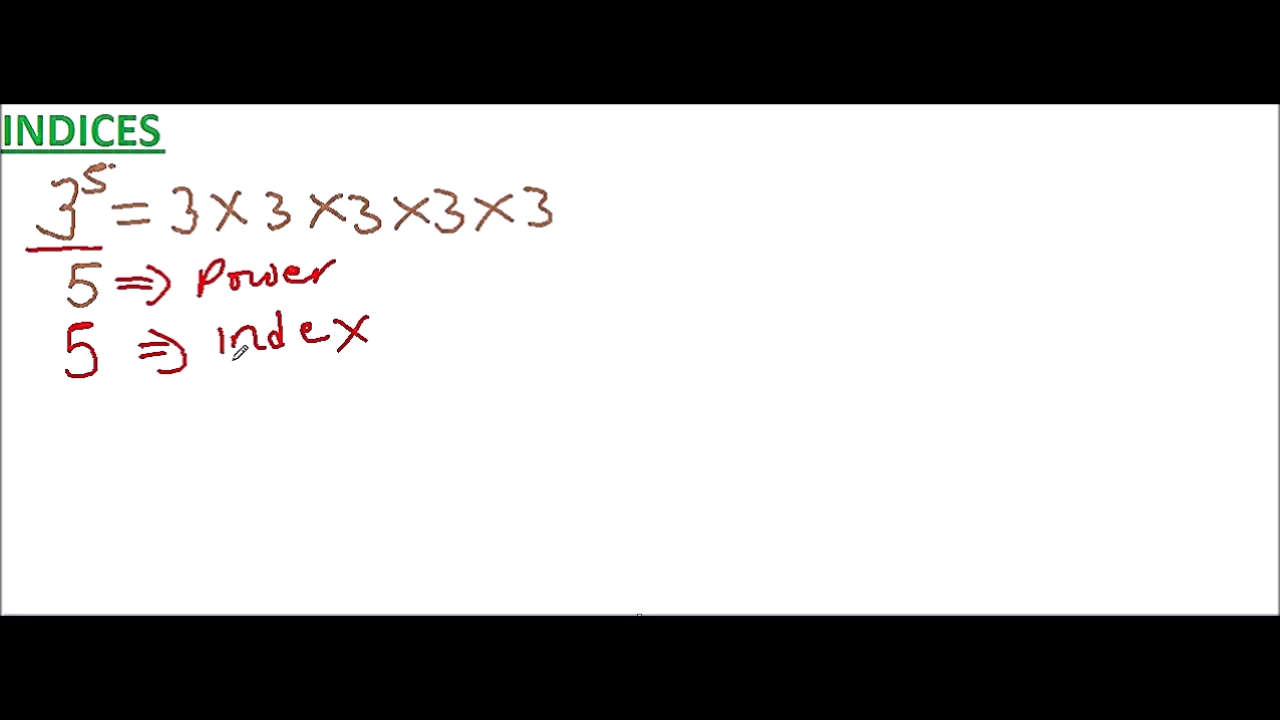 INDICES
3⁵ = 3 × 3 × 3 × 3 × 3
5 ⇒ Power
5 ⇒ index